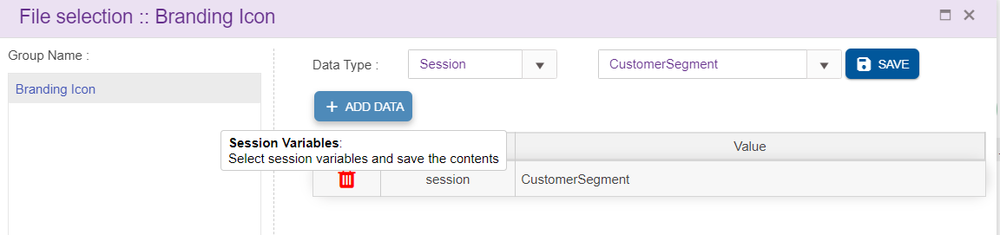 File selection :: Branding Icon
Group Name :
Data Type :
Session
CustomerSegment
SAVE
Branding Icon
ADD DATA
Session Variables:
Select session variables and save the contents
Value
session
CustomerSegment